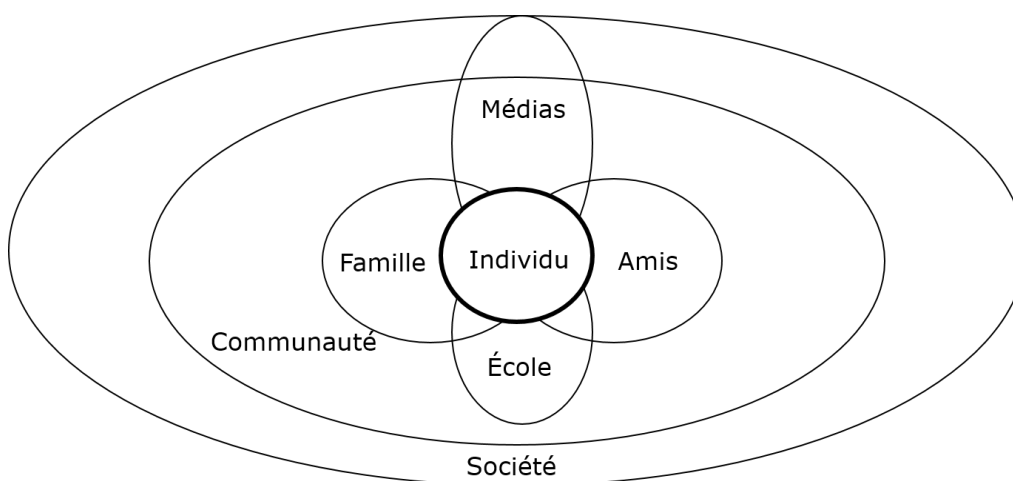 Médias
Famille
Individu
Amis
Communauté
École
Société